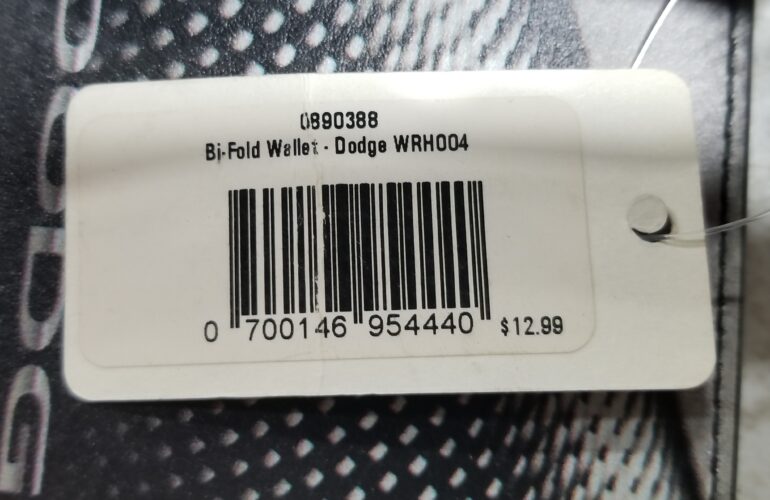 0890388
Bi-Fold Wallet - Dodge WRH004
0 700146 954440 $12.99